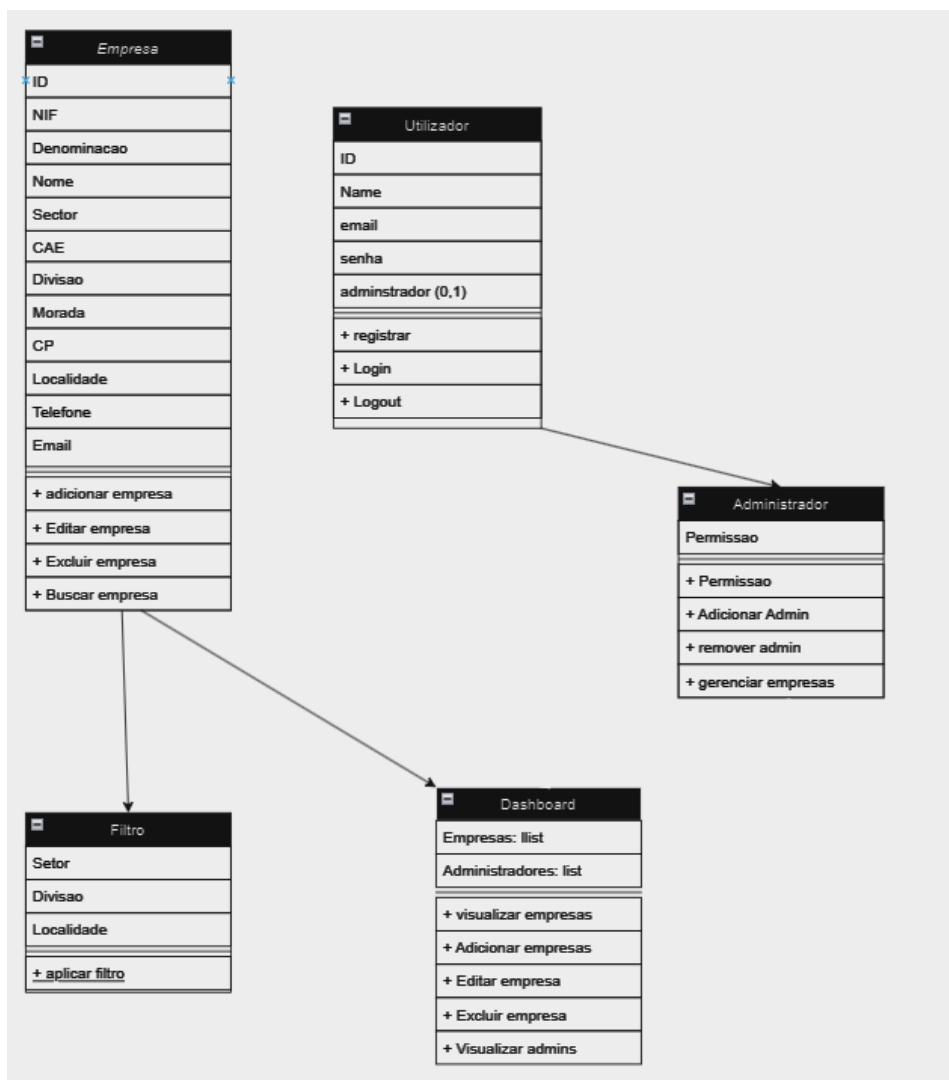 Empresa
ID
NIF
Denominacao
Nome
Sector
CAE
Divisao
Morada
CP
Localidade
Telefone
Email
+ adicionar empresa
+ Editar empresa
+ Excluir empresa
+ Buscar empresa
Utilizador
ID
Name
email
senha
adminstrador (0,1)
+ registrar
+ Login
+ Logout
Administrador
Permissao
+ Permissao
+ Adicionar Admin
+ remover admin
+ gerenciar empresas
Filtro
Setor
Divisao
Localidade
+ aplicar filtro
Dashboard
Empresas: llist
Administradores: list
+ visualizar empresas
+ Adicionar empresas
+ Editar empresa
+ Excluir empresa
+ Visualizar admins